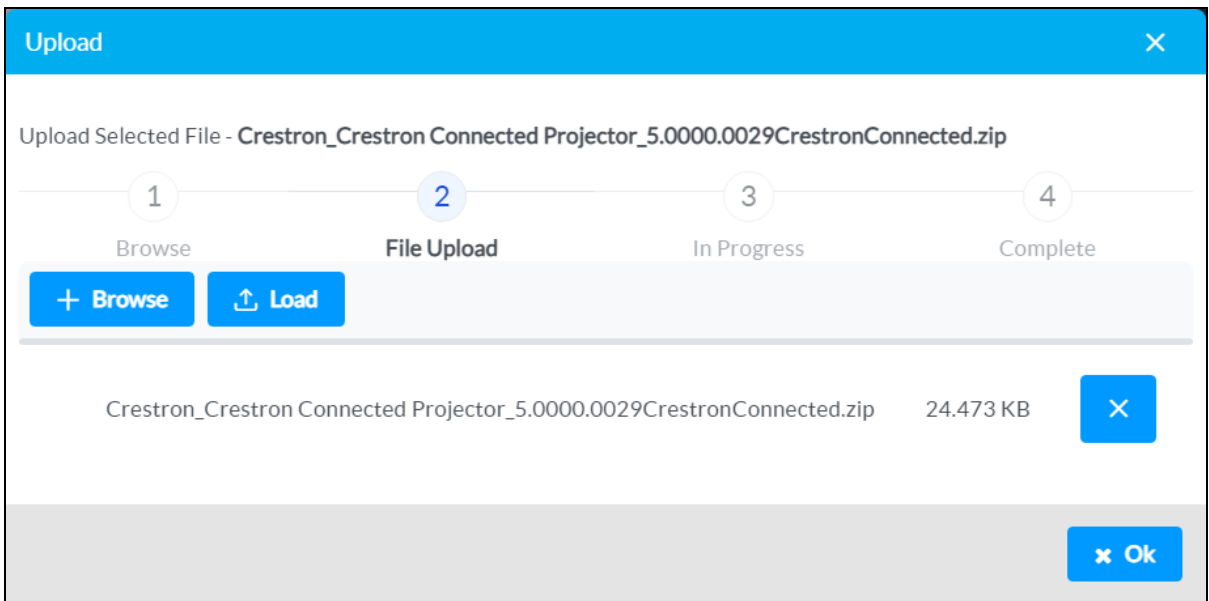 Upload
Upload Selected File - Crestron_Crestron Connected Projector_5.0000.0029CrestronConnected.zip
1 2 3 4
Browse File Upload In Progress Complete
Browse Load
Crestron_Crestron Connected Projector_5.0000.0029CrestronConnected.zip 24.473 KB
Ok